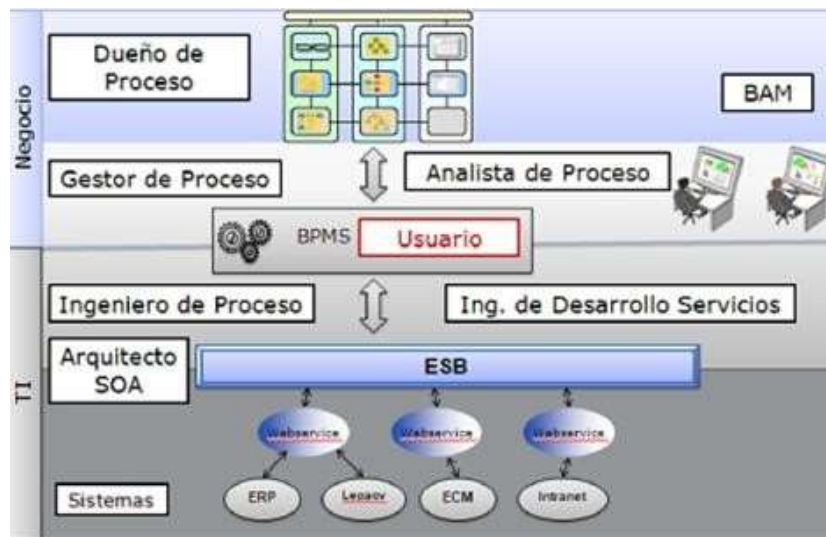 Dueño de
Proceso
BAM
Negocio
Gestor de Proceso
Analista de Proceso
BPMS
Usuario
Ingeniero de Proceso
Ing. de Desarrollo Servicios
Arquitecto
SOA
ESB
TI
Webservice
Webservice
Webservice
Sistemas
ERP
Legacy
ECM
Intranet